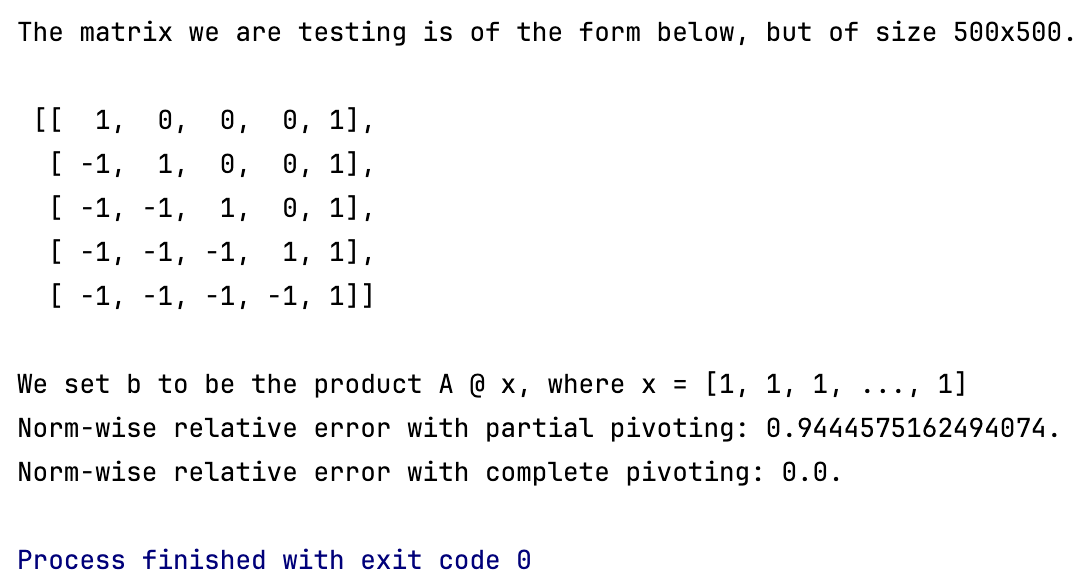 The matrix we are testing is of the form below, but of size 500x500.
[[  1,  0,  0,  0, 1],
 [ -1,  1,  0,  0, 1],
 [ -1, -1,  1,  0, 1],
 [ -1, -1, -1,  1, 1],
 [ -1, -1, -1, -1, 1]]
We set b to be the product A @ x, where x = [1, 1, 1, ..., 1]
Norm-wise relative error with partial pivoting: 0.9444575162494074.
Norm-wise relative error with complete pivoting: 0.0.
Process finished with exit code 0